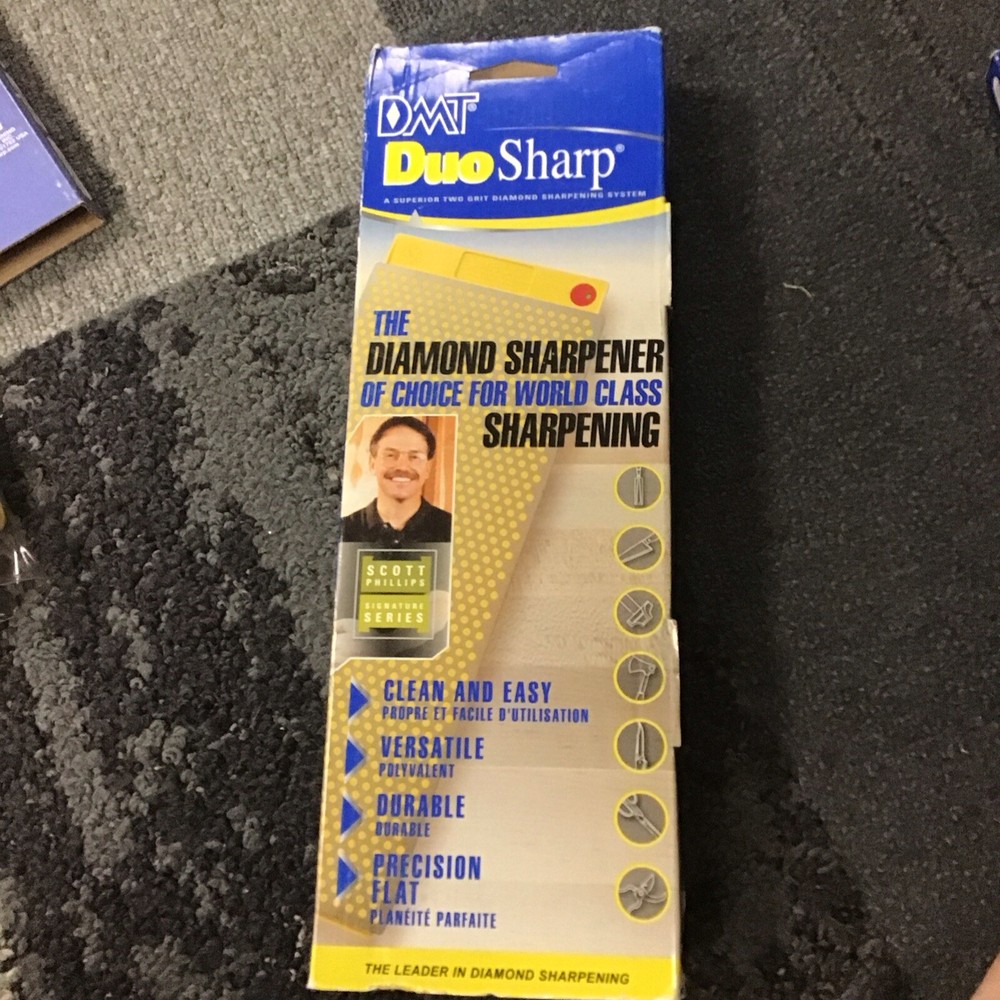 DMT®
DuoSharp®
A SUPERIOR TWO GRIT DIAMOND SHARPENING SYSTEM
THE
DIAMOND SHARPENER
OF CHOICE FOR WORLD CLASS
SHARPENING
SCOTT
PHILLIPS
SIGNATURE
SERIES
CLEAN AND EASY
PROPRE ET FACILE D'UTILISATION
VERSATILE
POLYVALENT
DURABLE
DURABLE
PRECISION
FLAT
PLANÉITÉ PARFAITE
THE LEADER IN DIAMOND SHARPENING